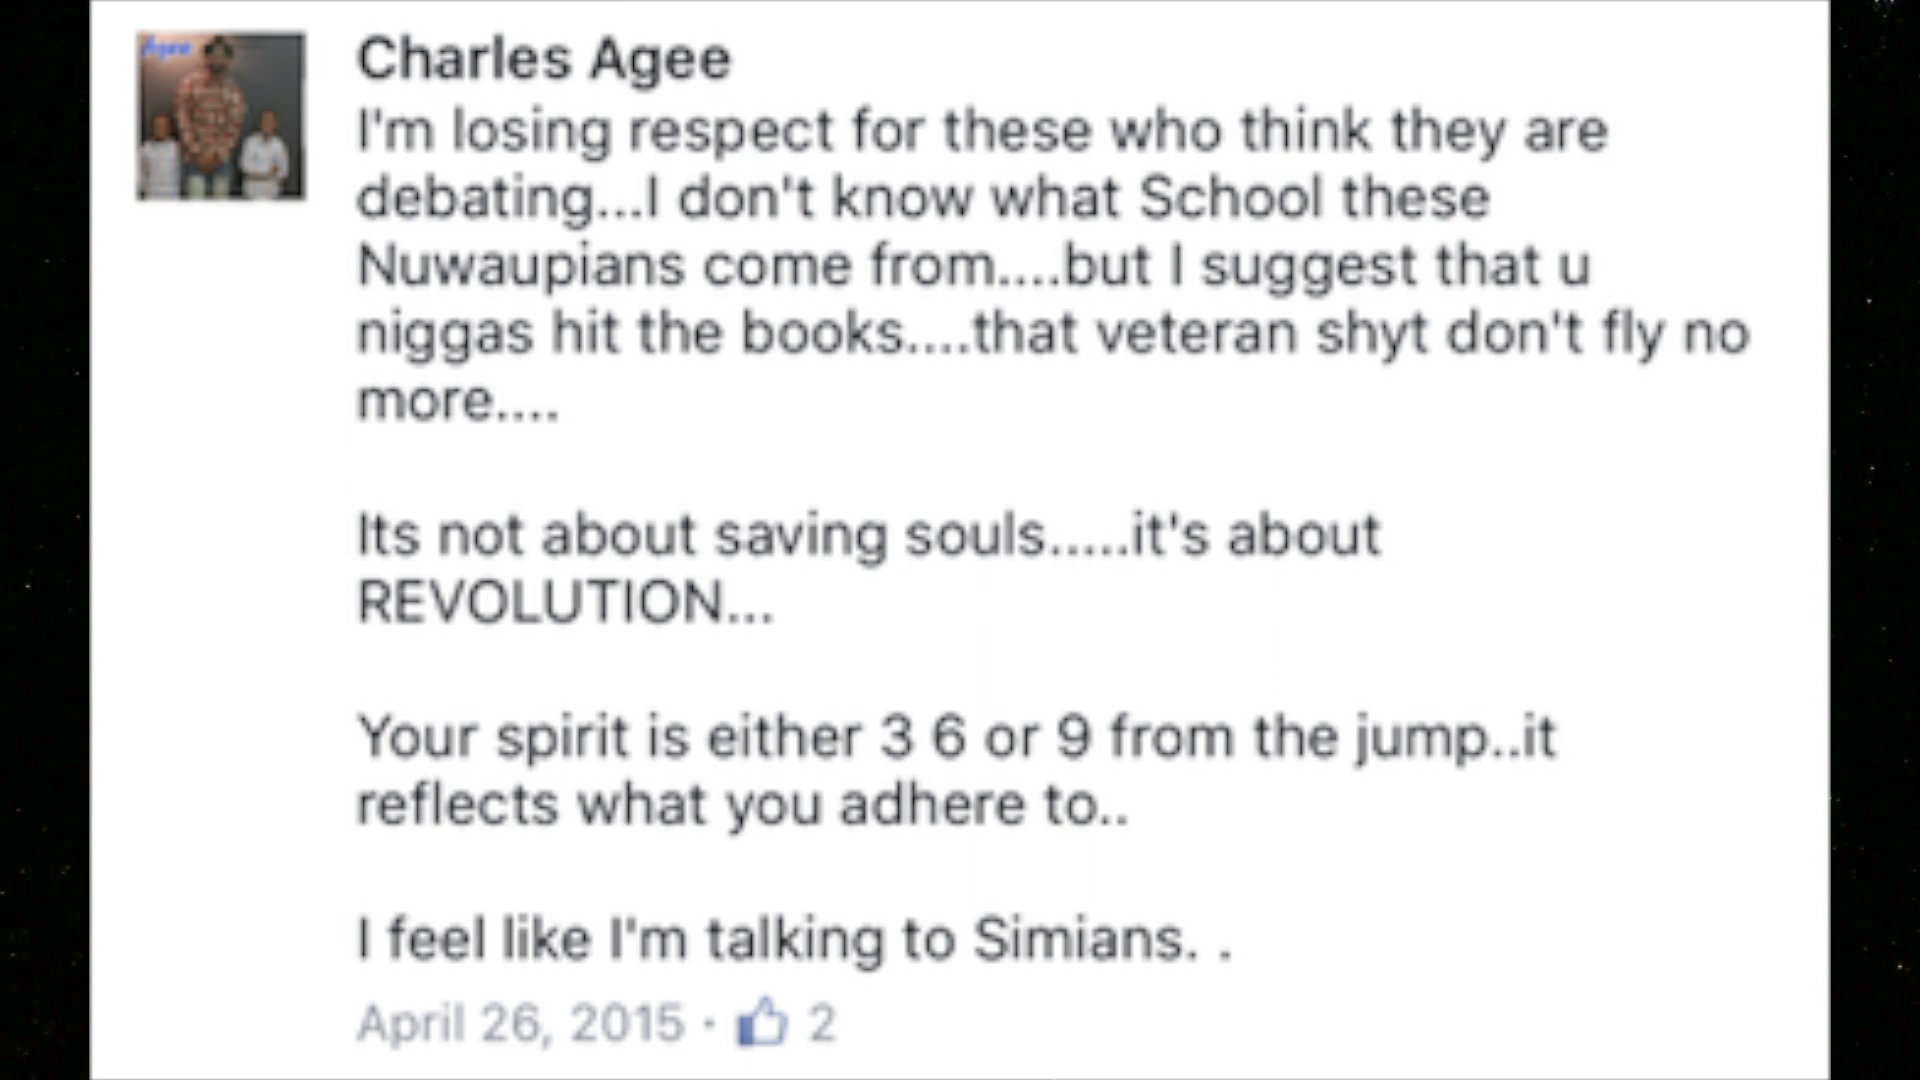 Agee
Charles Agee
I'm losing respect for these who think they are
debating...I don't know what School these
Nuwaupians come from....but I suggest that u
niggas hit the books....that veteran shyt don't fly no
more....
Its not about saving souls.....it's about
REVOLUTION...
Your spirit is either 3 6 or 9 from the jump..it
reflects what you adhere to..
I feel like I'm talking to Simians. .
April 26, 2015 · 2